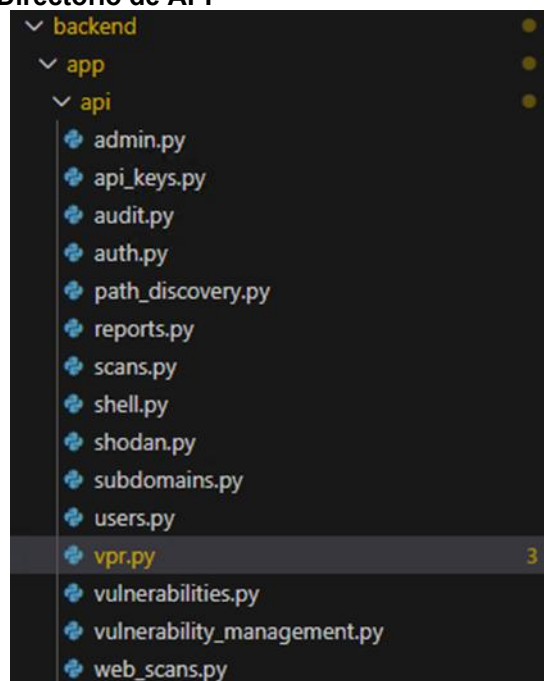 Directorio de API
backend
app
api
admin.py
api_keys.py
audit.py
auth.py
path_discovery.py
reports.py
scans.py
shell.py
shodan.py
subdomains.py
users.py
vpr.py 3
vulnerabilities.py
vulnerability_management.py
web_scans.py